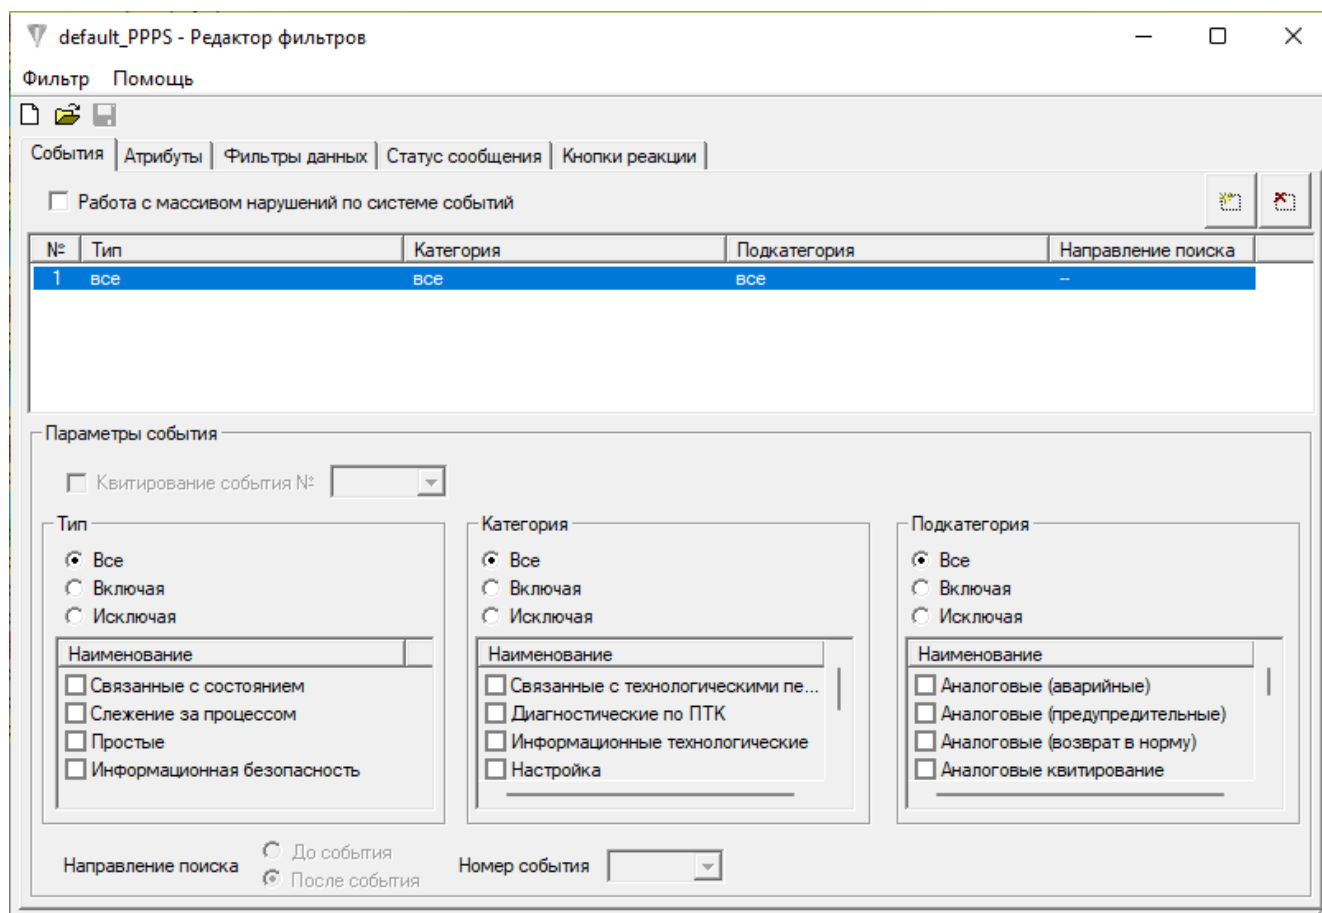 default_PPPS - Редактор фильтров
Фильтр Помощь
События Атрибуты Фильтры данных Статус сообщения Кнопки реакции
Работа с массивом нарушений по системе событий
№ Тип Категория Подкатегория Направление поиска
1 все все все --
Параметры события
Квитирование события №
Тип Категория Подкатегория
Все Все Все
Включая Включая Включая
Исключая Исключая Исключая
Наименование Наименование Наименование
Связанные с состоянием Связанные с технологическими пе... Аналоговые (аварийные)
Слежение за процессом Диагностические по ПТК Аналоговые (предупредительные)
Простые Информационные технологические Аналоговые (возврат в норму)
Информационная безопасность Настройка Аналоговые квитирование
До события
Направление поиска Номер события
После события